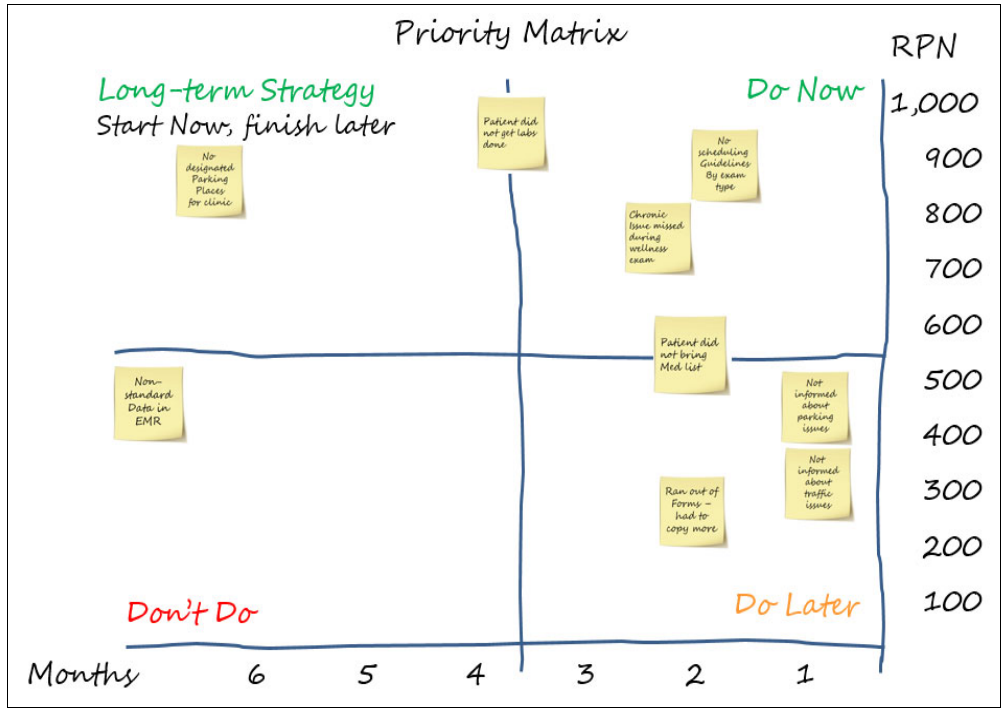 Priority Matrix
RPN
Long-term Strategy
Start Now, finish later
Do Now
1,000
900
800
700
600
500
400
300
200
100
No
designated
Parking
Places
for clinic
Patient did
not get labs
done
No
scheduling
Guidelines
By exam
type
Chronic
Issue missed
during
wellness
exam
Patient did
not bring
Med list
Non-
standard
Data in
EMR
Not
informed
about
parking
issues
Not
informed
about
traffic
issues
Ran out of
Forms –
had to
copy more
Don't Do
Do Later
Months 6 5 4 3 2 1